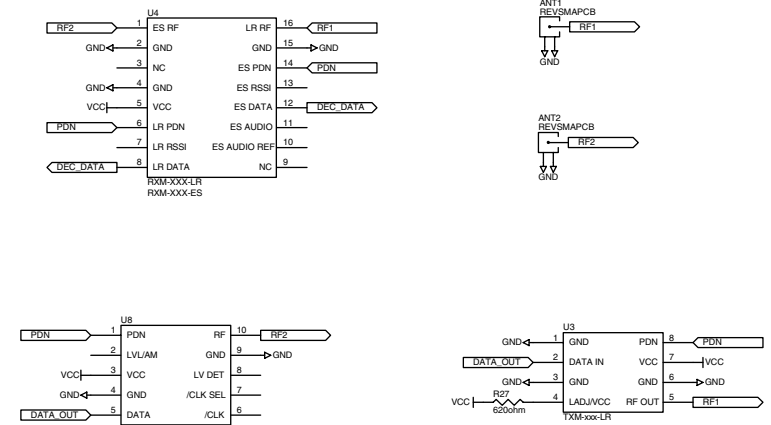 U4
RF2 1 ES RF LR RF 16 RF1
GND 2 GND GND 15 GND
3 NC ES PDN 14 PDN
GND 4 GND ES RSSI 13
VCC 5 VCC ES DATA 12 DEC_DATA
PDN 6 LR PDN ES AUDIO 11
7 LR RSSI ES AUDIO REF 10
DEC_DATA 8 LR DATA NC 9
RXM-XXX-LR
RXM-XXX-ES
ANT1
REVSMAPCB
RF1
GND
ANT2
REVSMAPCB
RF2
GND
U8
PDN 1 PDN RF 10 RF2
2 LVL/AM GND 9 GND
VCC 3 VCC LV DET 8
GND 4 GND /CLK SEL 7
DATA_OUT 5 DATA /CLK 6
U3
GND 1 GND PDN 8 PDN
DATA_OUT 2 DATA IN VCC 7 VCC
GND 3 GND GND 6 GND
VCC R27 4 LADJ/VCC RF OUT 5 RF1
620ohm
TXM-xxx-LR